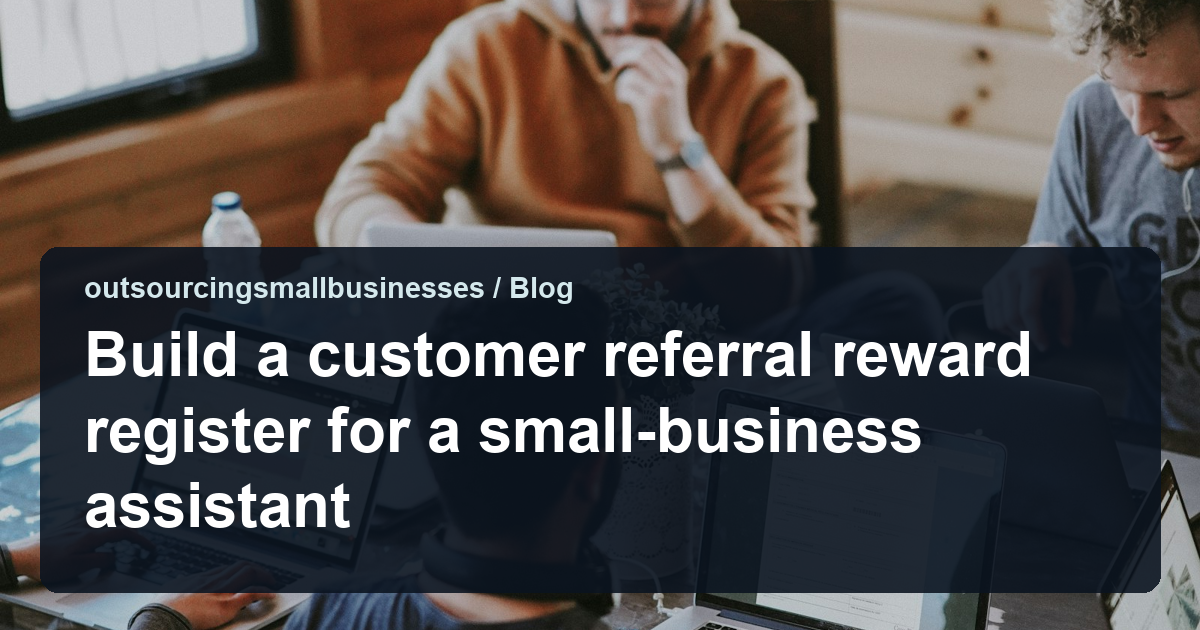 outsourcingsmallbusinesses / Blog
Build a customer referral reward
register for a small-business
assistant